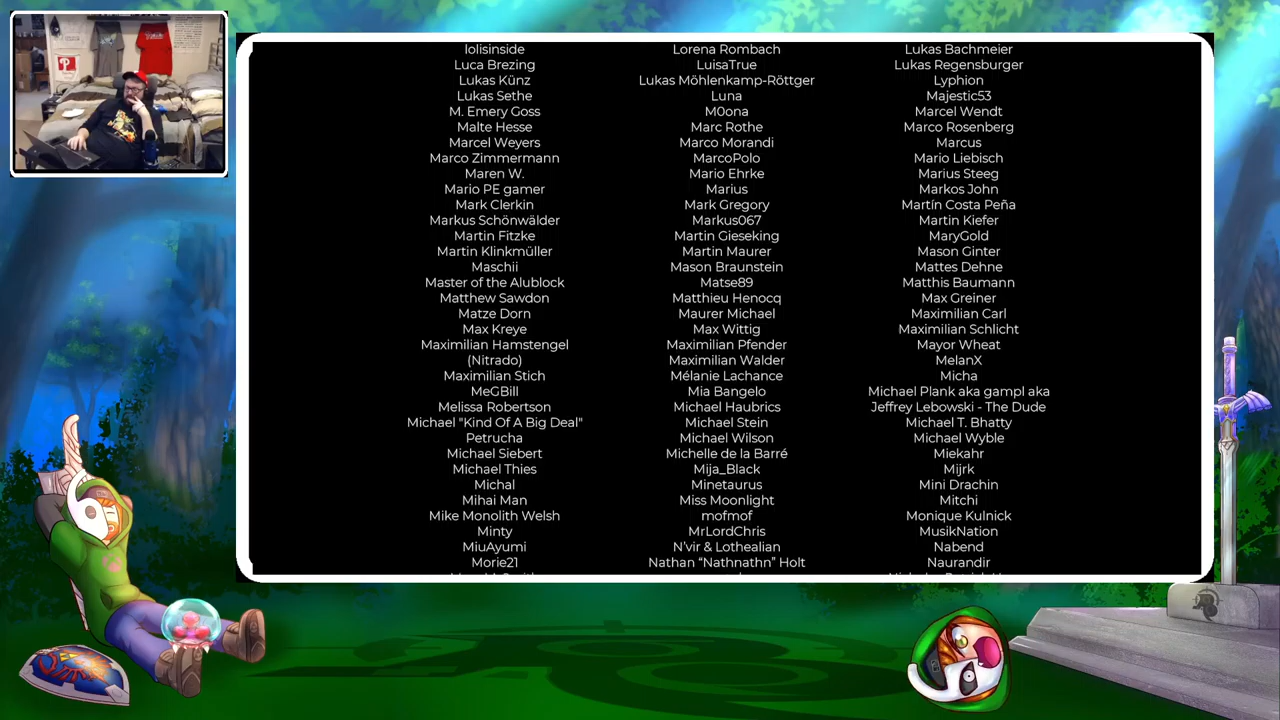 lolisinside
Luca Brezing
Lukas Künz
Lukas Sethe
M. Emery Goss
Malte Hesse
Marcel Weyers
Marco Zimmermann
Maren W.
Mario PE gamer
Mark Clerkin
Markus Schönwälder
Martin Fitzke
Martin Klinkmüller
Maschii
Master of the Alublock
Matthew Sawdon
Matze Dorn
Max Kreye
Maximilian Hamstengel
(Nitrado)
Maximilian Stich
MeGBill
Melissa Robertson
Michael "Kind Of A Big Deal"
Petrucha
Michael Siebert
Michael Thies
Michal
Mihai Man
Mike Monolith Welsh
Minty
MiuAyumi
Morie21
Lorena Rombach
LuisaTrue
Lukas Möhlenkamp-Röttger
Luna
M0ona
Marc Rothe
Marco Morandi
MarcoPolo
Mario Ehrke
Marius
Mark Gregory
Markus067
Martin Gieseking
Martin Maurer
Mason Braunstein
Matse89
Matthieu Henocq
Maurer Michael
Max Wittig
Maximilian Pfender
Maximilian Walder
Mélanie Lachance
Mia Bangelo
Michael Haubrics
Michael Stein
Michael Wilson
Michelle de la Barré
Mija_Black
Minetaurus
Miss Moonlight
mofmof
MrLordChris
N'vir & Lothealian
Nathan “Nathnathn” Holt
Lukas Bachmeier
Lukas Regensburger
Lyphion
Majestic53
Marcel Wendt
Marco Rosenberg
Marcus
Mario Liebisch
Marius Steeg
Markos John
Martín Costa Peña
Martin Kiefer
MaryGold
Mason Ginter
Mattes Dehne
Matthis Baumann
Max Greiner
Maximilian Carl
Maximilian Schlicht
Mayor Wheat
MelanX
Micha
Michael Plank aka gampl aka
Jeffrey Lebowski - The Dude
Michael T. Bhatty
Michael Wyble
Miekahr
Mijrk
Mini Drachin
Mitchi
Monique Kulnick
MusikNation
Nabend
Naurandir